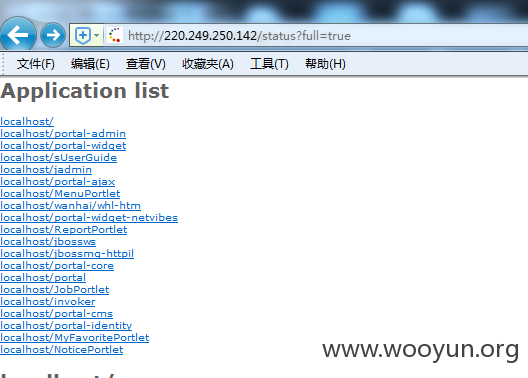 http://220.249.250.142/status?full=true
文件(F) 编辑(E) 查看(V) 收藏夹(A) 工具(T) 帮助(H)
Application list
localhost/
localhost/portal-admin
localhost/portal-widget
localhost/sUserGuide
localhost/jadmin
localhost/portal-ajax
localhost/MenuPortlet
localhost/wanhai/whl-htm
localhost/portal-widget-netvibes
localhost/ReportPortlet
localhost/jbossws
localhost/jbossmq-httpil
localhost/portal-core
localhost/portal
localhost/JobPortlet
localhost/invoker
localhost/portal-cms
localhost/portal-identity
localhost/MyFavoritePortlet
localhost/NoticePortlet
www.wooyun.org